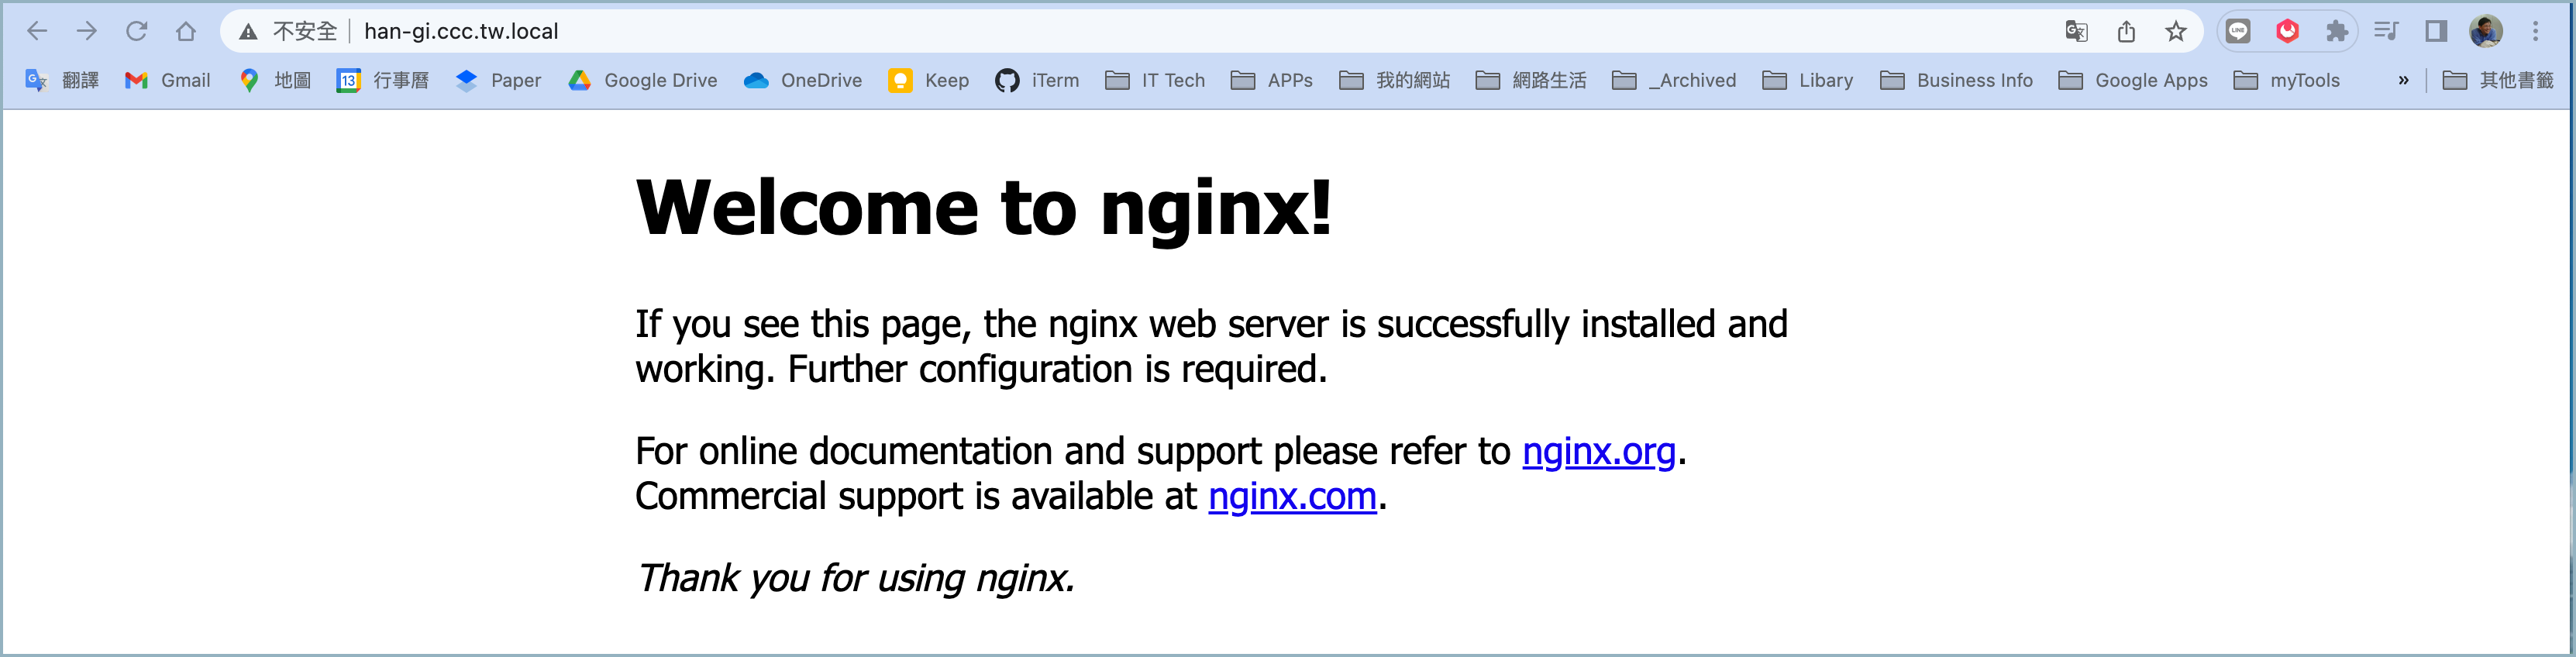 不安全 han-gi.ccc.tw.local
翻譯 Gmail 地圖 13 行事曆 Paper Google Drive OneDrive Keep iTerm IT Tech APPs 我的網站 網路生活 _Archived Libary Business Info Google Apps myTools » 其他書籤
Welcome to nginx!
If you see this page, the nginx web server is successfully installed and
working. Further configuration is required.
For online documentation and support please refer to nginx.org.
Commercial support is available at nginx.com.
Thank you for using nginx.